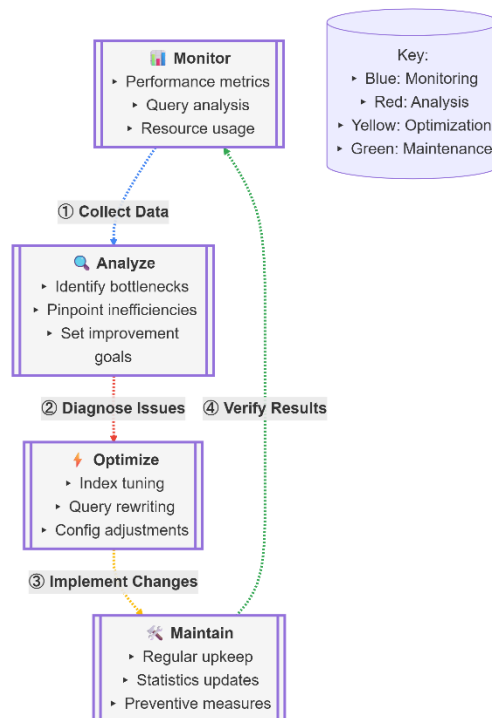 📊 Monitor
‣ Performance metrics
‣ Query analysis
‣ Resource usage
Key:
‣ Blue: Monitoring
‣ Red: Analysis
‣ Yellow: Optimization
‣ Green: Maintenance
① Collect Data
🔍 Analyze
‣ Identify bottlenecks
‣ Pinpoint inefficiencies
‣ Set improvement
goals
② Diagnose Issues
④ Verify Results
⚡ Optimize
‣ Index tuning
‣ Query rewriting
‣ Config adjustments
③ Implement Changes
🛠️ Maintain
‣ Regular upkeep
‣ Statistics updates
‣ Preventive measures